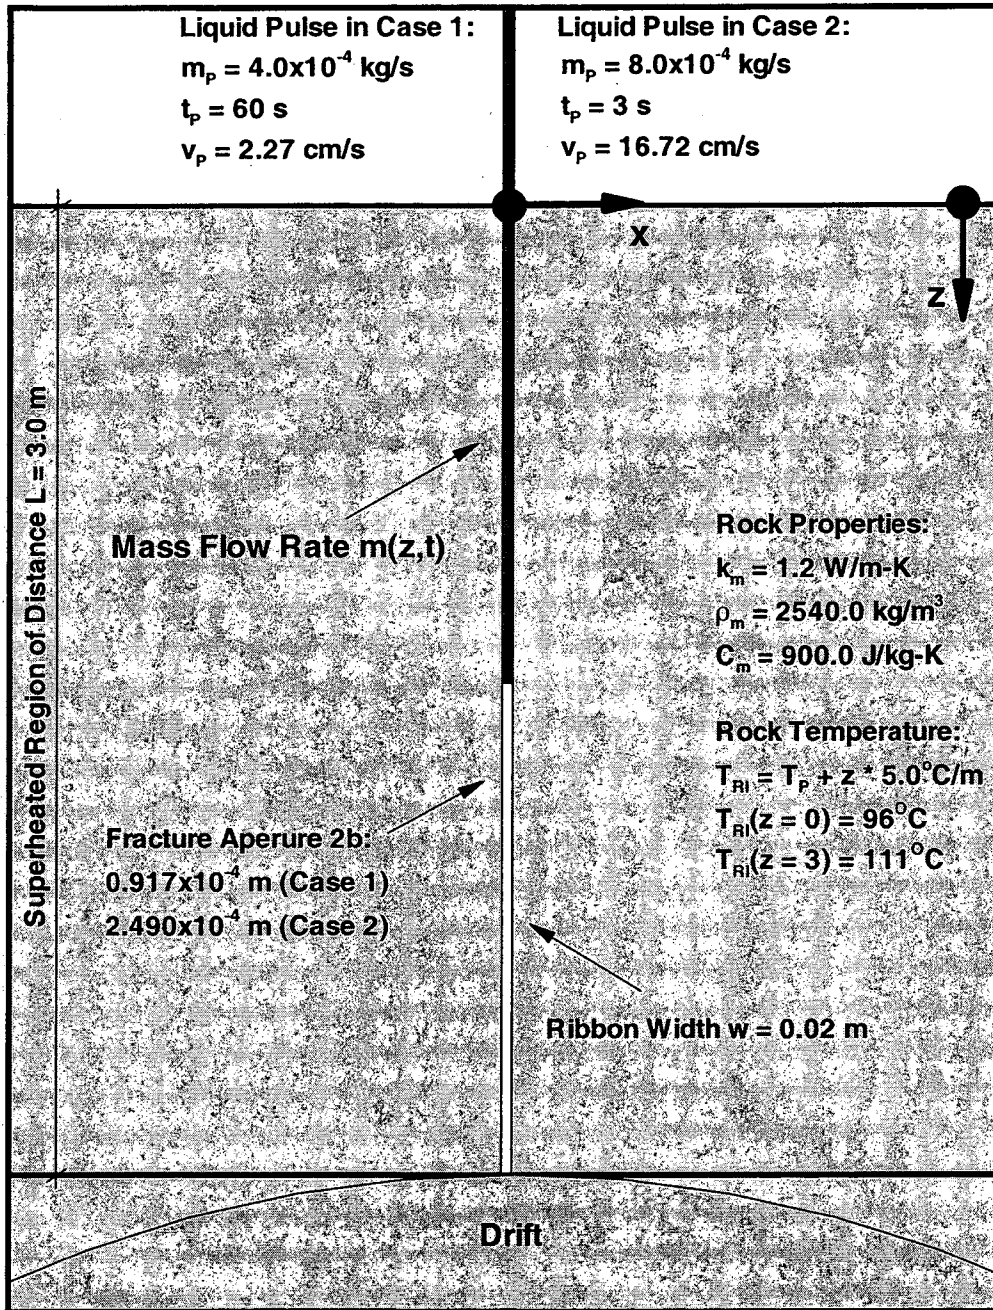 Liquid Pulse in Case 1:
m_P = 4.0x10^-4 kg/s
t_P = 60 s
v_P = 2.27 cm/s
Liquid Pulse in Case 2:
m_P = 8.0x10^-4 kg/s
t_P = 3 s
v_P = 16.72 cm/s
x
z
Superheated Region of Distance L = 3.0 m
Mass Flow Rate m(z,t)
Rock Properties:
k_m = 1.2 W/m-K
ρ_m = 2540.0 kg/m^3
C_m = 900.0 J/kg-K
Rock Temperature:
T_RI = T_P + z * 5.0°C/m
T_RI(z = 0) = 96°C
T_RI(z = 3) = 111°C
Fracture Aperure 2b:
0.917x10^-4 m (Case 1)
2.490x10^-4 m (Case 2)
Ribbon Width w = 0.02 m
Drift